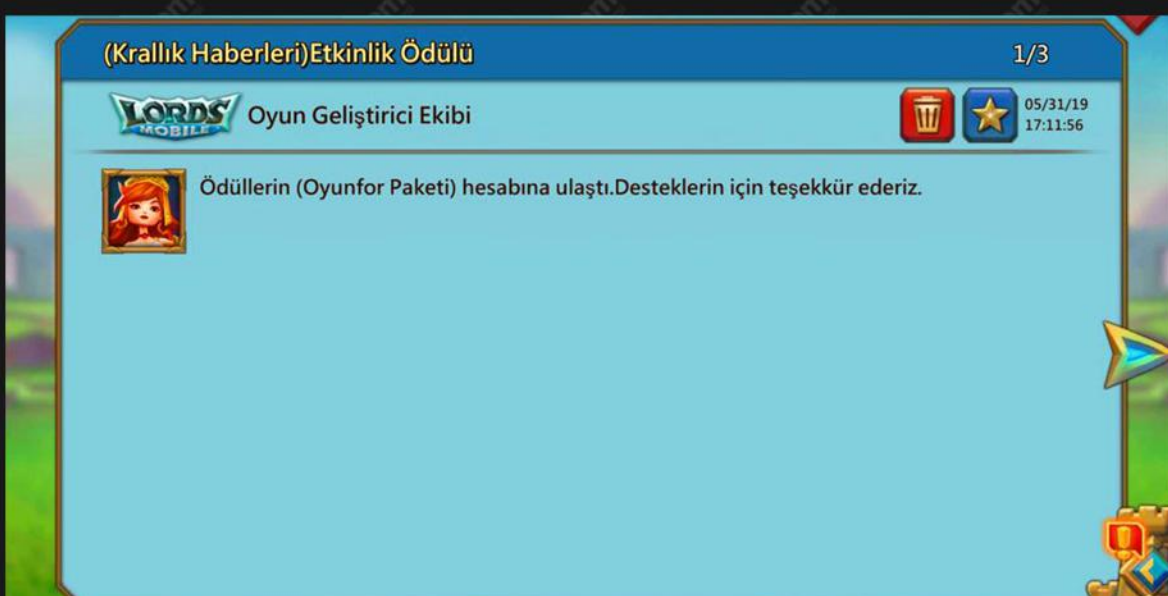 (Krallık Haberleri)Etkinlik Ödülü
1/3
LORDS
MOBILE
Oyun Geliştirici Ekibi
05/31/19
17:11:56
Ödüllerin (Oyunfor Paketi) hesabına ulaştı.Desteklerin için teşekkür ederiz.